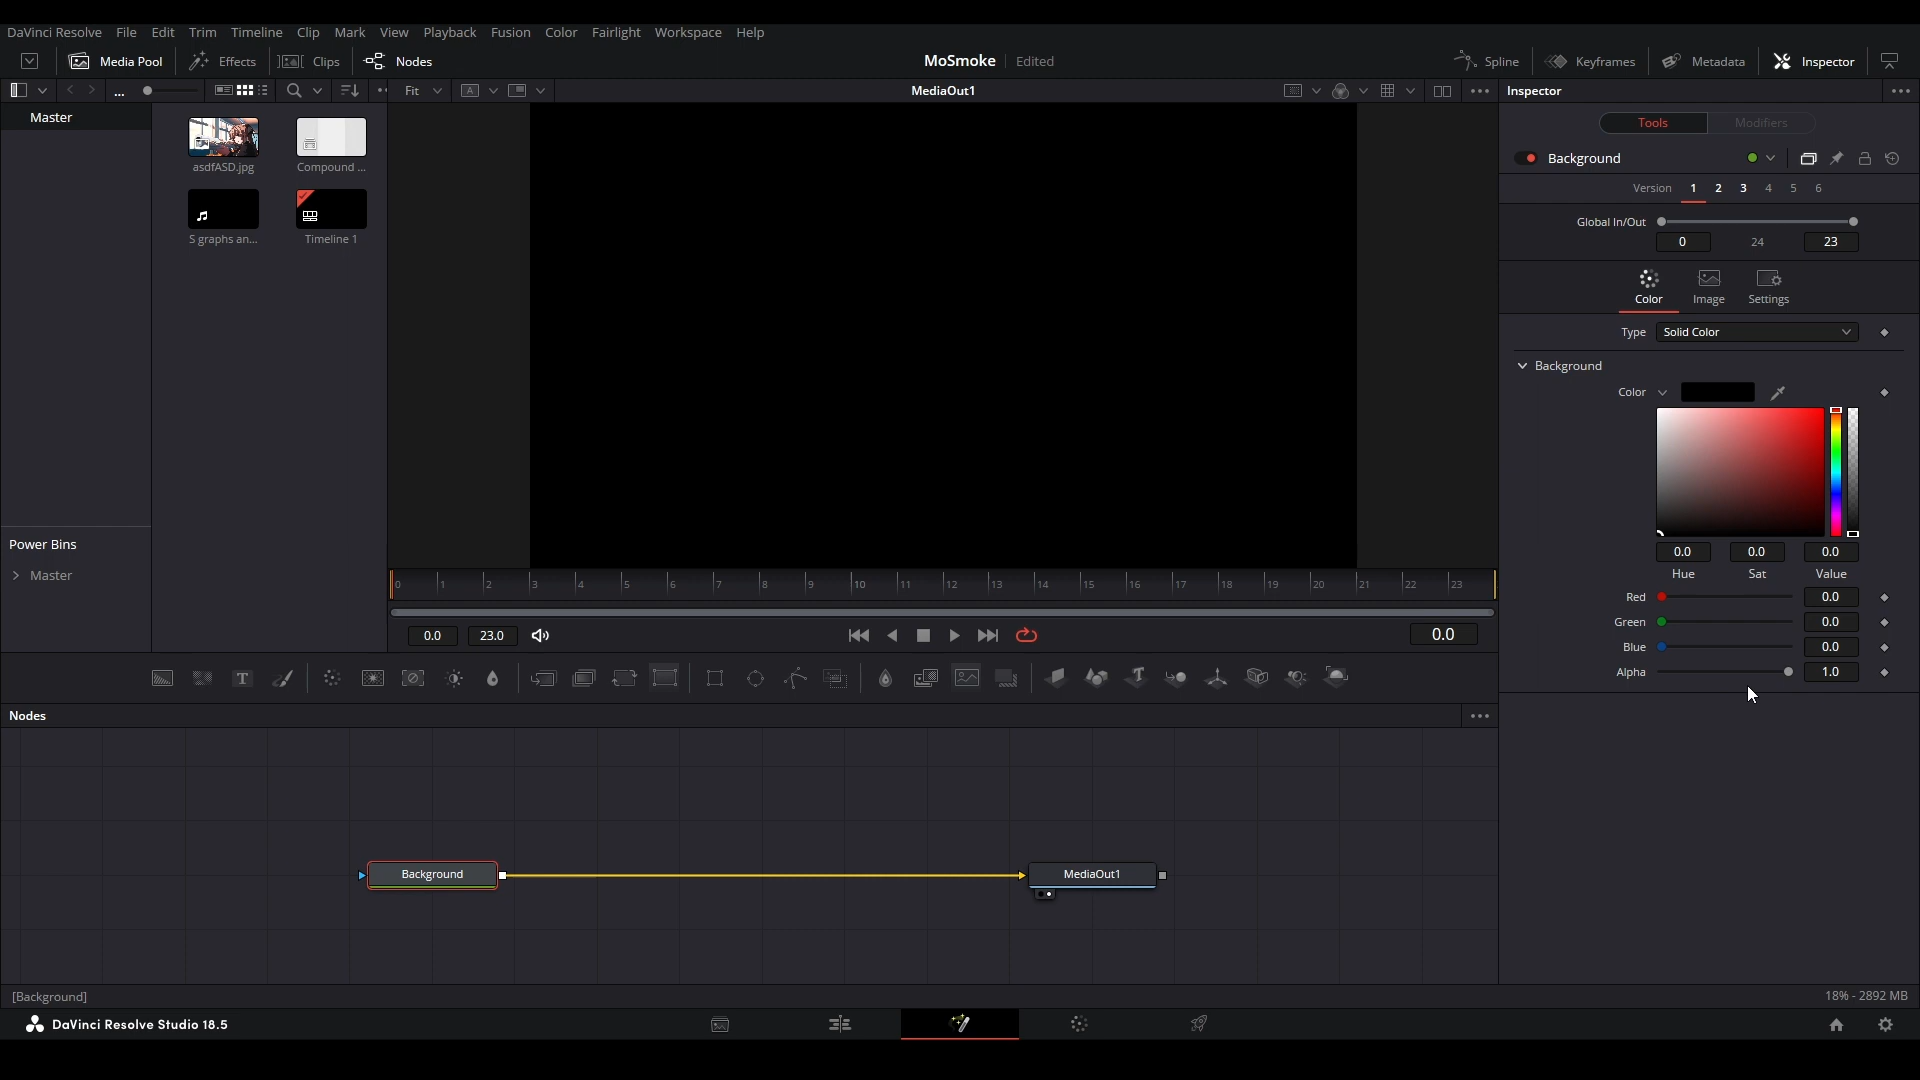 DaVinci Resolve File Edit Trim Timeline Clip Mark View Playback Fusion Color Fairlight Workspace Help
Media Pool Effects Clips Nodes MoSmoke Edited Spline Keyframes Metadata Inspector
... Fit A MediaOut1 Inspector
Master
Tools Modifiers
asdfASD.jpg Compound ...
Background
Version 1 2 3 4 5 6
S graphs an... Timeline 1
Global In/Out
0 24 23
Color Image Settings
Type Solid Color
Background
Color
Power Bins
Master
0.0 0.0 0.0
Hue Sat Value
0 1 2 3 4 5 6 7 8 9 10 11 12 13 14 15 16 17 18 19 20 21 22 23
Red 0.0
Green 0.0
Blue 0.0
Alpha 1.0
0.0 23.0 0.0
T T
Nodes
Background MediaOut1
[Background] 18% - 2892 MB
DaVinci Resolve Studio 18.5